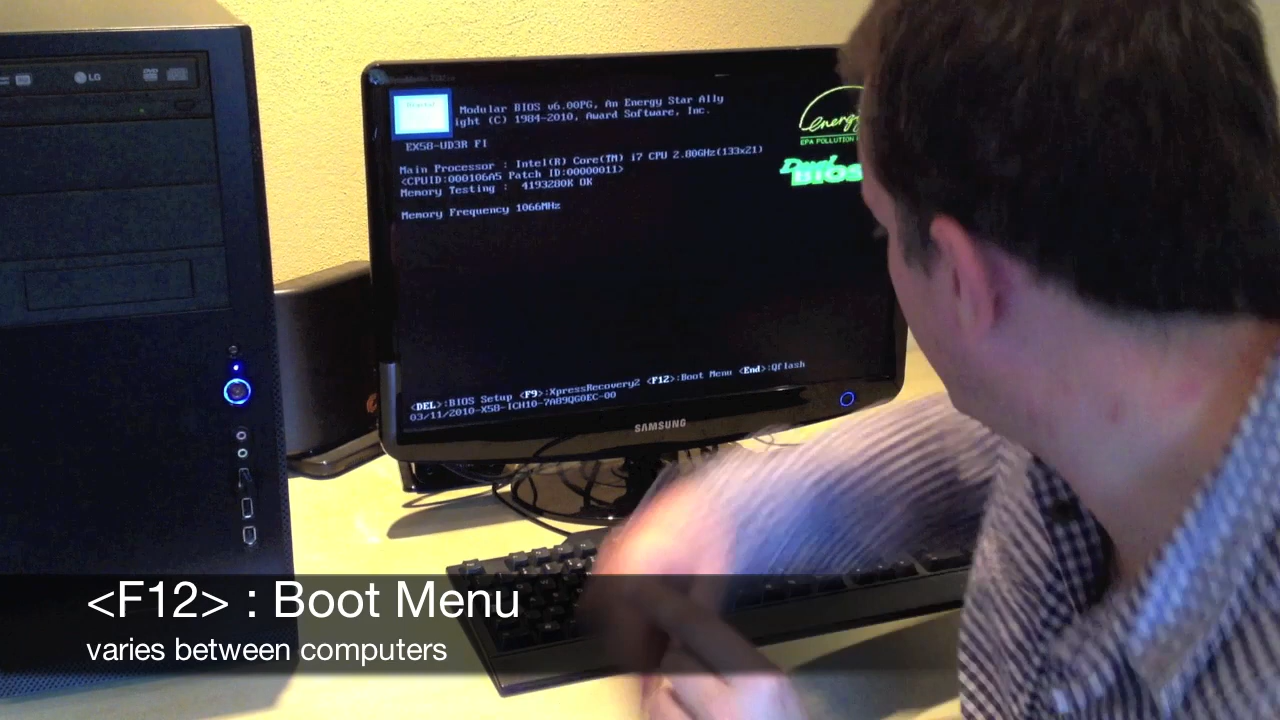 LG
Modular BIOS v6.00PG, An Energy Star Ally
ight (C) 1984-2010, Award Software, Inc.
energy
EPA POLLUTION
EX58-UD3R F1
Dual
BIOS
Main Processor : Intel(R) Core(TM) i7 CPU 2.80GHz(133x21)
<CPUID:000106A5 Patch ID:00000011>
Memory Testing : 4193280K OK
Memory Frequency 1066MHz
<DEL>:BIOS Setup <F9>:XpressRecovery2 <F12>:Boot Menu <End>:Qflash
03/11/2010-X58-ICH10-7A89QG0EC-00
SAMSUNG
<F12> : Boot Menu
varies between computers